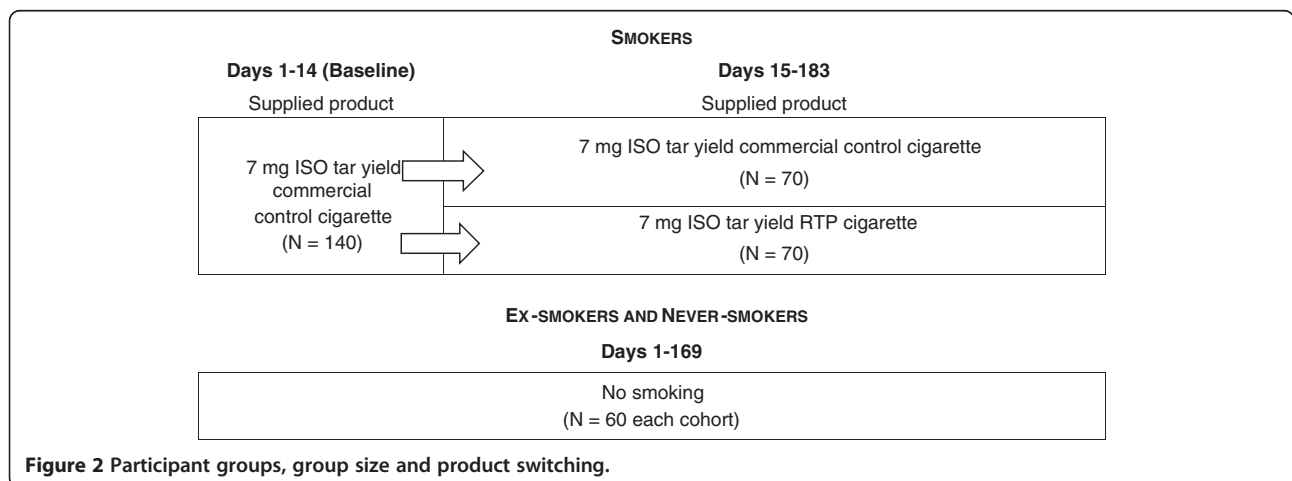 SMOKERS
Days 1-14 (Baseline)
Days 15-183
Supplied product
Supplied product
7 mg ISO tar yield
commercial
control cigarette
(N = 140)
7 mg ISO tar yield commercial control cigarette
(N = 70)
7 mg ISO tar yield RTP cigarette
(N = 70)
EX-SMOKERS AND NEVER-SMOKERS
Days 1-169
No smoking
(N = 60 each cohort)
Figure 2 Participant groups, group size and product switching.